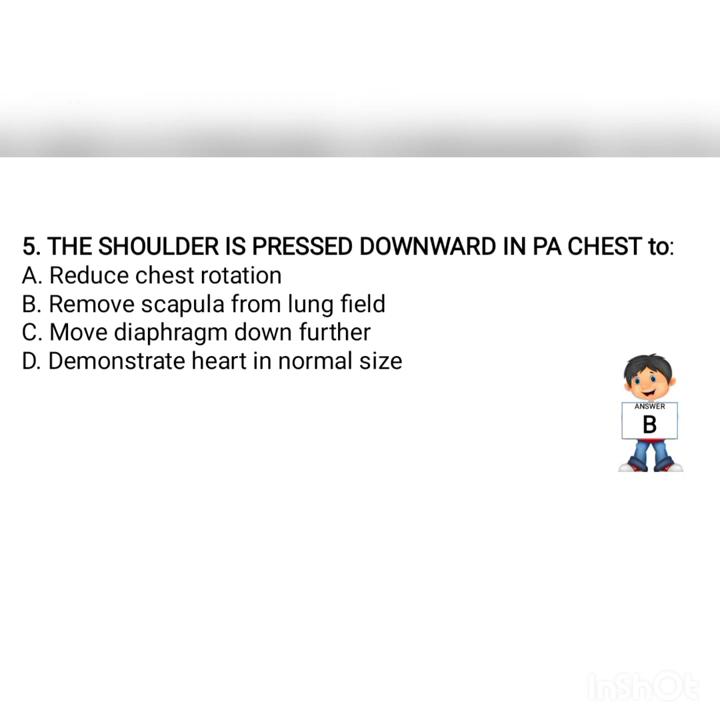 5. THE SHOULDER IS PRESSED DOWNWARD IN PA CHEST to:
A. Reduce chest rotation
B. Remove scapula from lung field
C. Move diaphragm down further
D. Demonstrate heart in normal size
ANSWER
B
InShOt